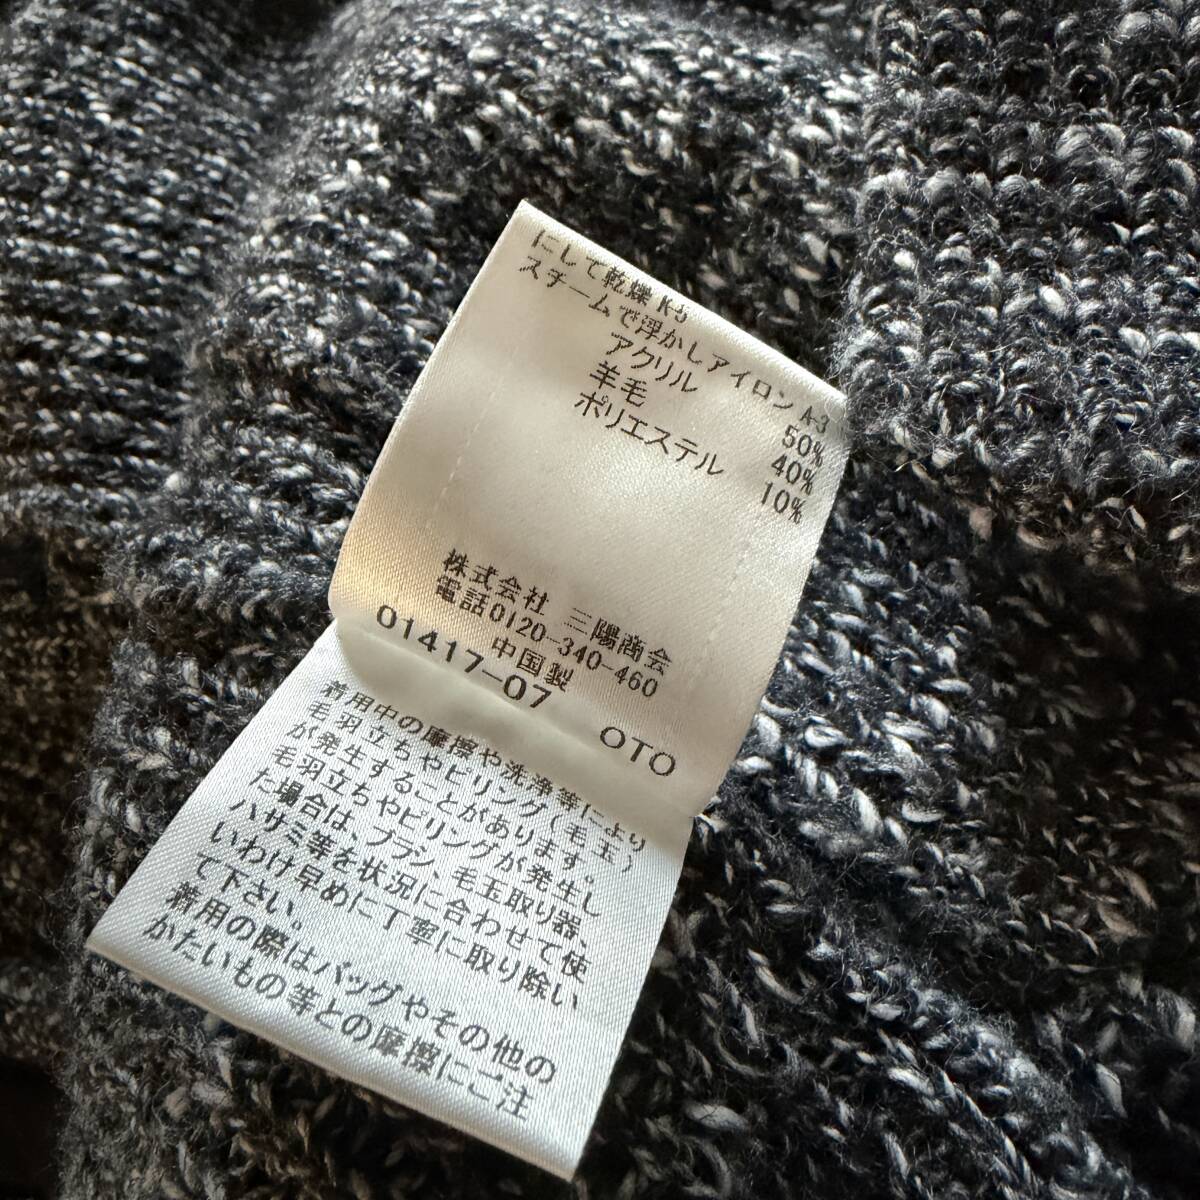 にして乾燥 K-5
スチームで浮かしアイロン A-3
アクリル 50%
羊毛 40%
ポリエステル 10%
株式会社 三陽商会
電話0120-340-460
中国製
01417-07 OTO
着用中の摩擦や洗浄等により
毛羽立ちやピリング(毛玉)
が発生することがあります。
毛羽立ちやピリングが発生し
た場合は、ブラシ、毛玉取り器、
ハサミ等を状況に合わせて使
いわけ早めに丁寧に取り除い
て下さい。
着用の際はバッグやその他の
かたいもの等との摩擦にご注